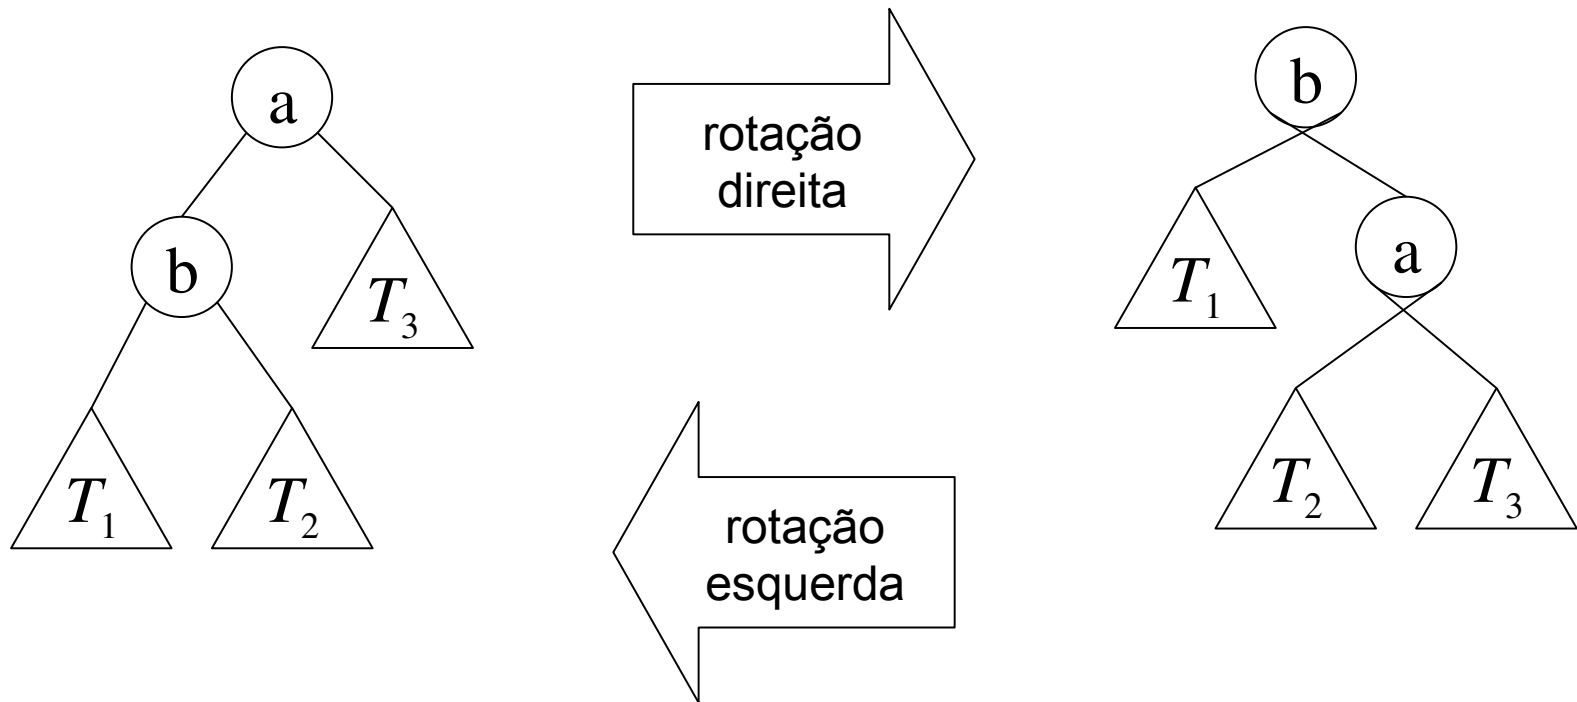 a
b
T₃
T₁
T₂
rotação
direita
rotação
esquerda
b
a
T₁
T₂
T₃